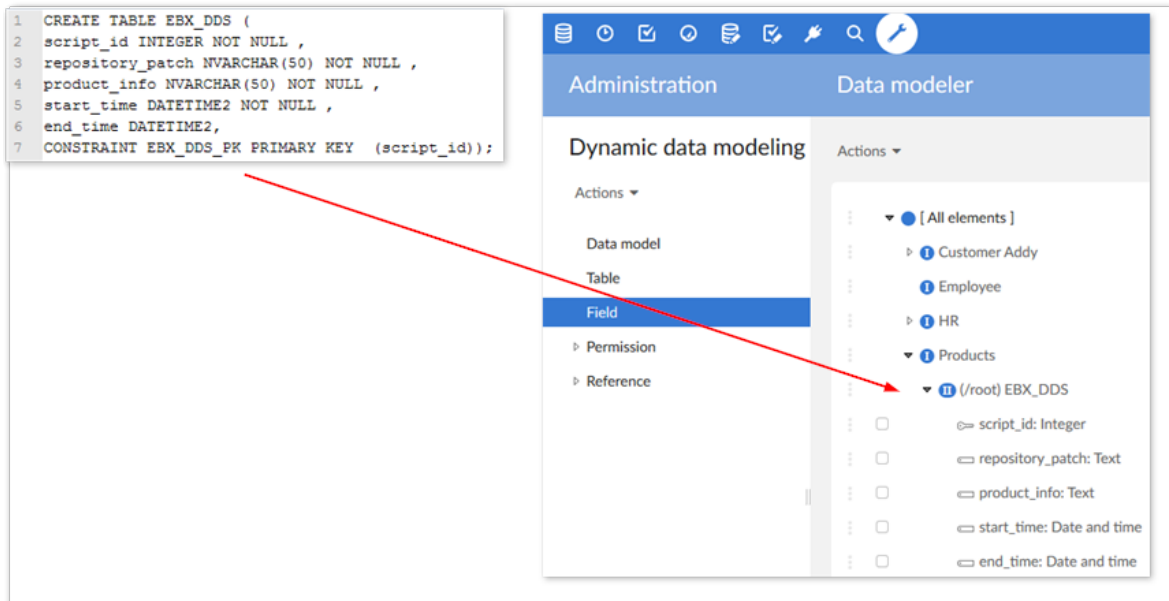 1 CREATE TABLE EBX_DDS (
2 script_id INTEGER NOT NULL ,
3 repository_patch NVARCHAR(50) NOT NULL ,
4 product_info NVARCHAR(50) NOT NULL ,
5 start_time DATETIME2 NOT NULL ,
6 end_time DATETIME2,
7 CONSTRAINT EBX_DDS_PK PRIMARY KEY (script_id));
Administration
Data modeler
Dynamic data modeling
Actions
Data model
Table
Field
Permission
Reference
Actions
[ All elements ]
I Customer Addy
I Employee
I HR
I Products
II (/root) EBX_DDS
script_id: Integer
repository_patch: Text
product_info: Text
start_time: Date and time
end_time: Date and time